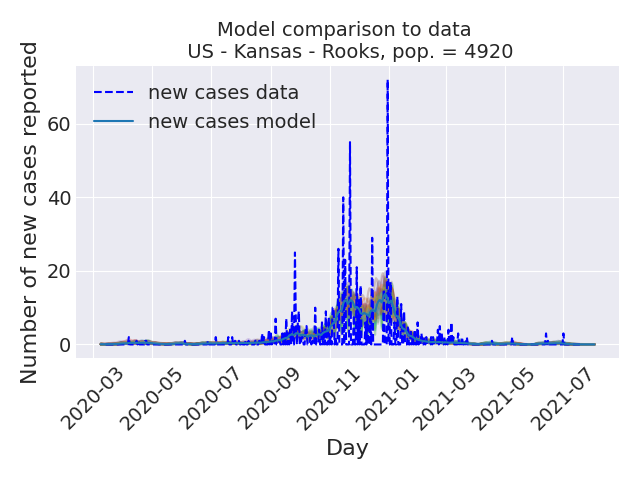 Model comparison to data
US - Kansas - Rooks, pop. = 4920
Number of new cases reported
new cases data
new cases model
60
40
20
0
2020-03
2020-05
2020-07
2020-09
2020-11
2021-01
2021-03
2021-05
2021-07
Day